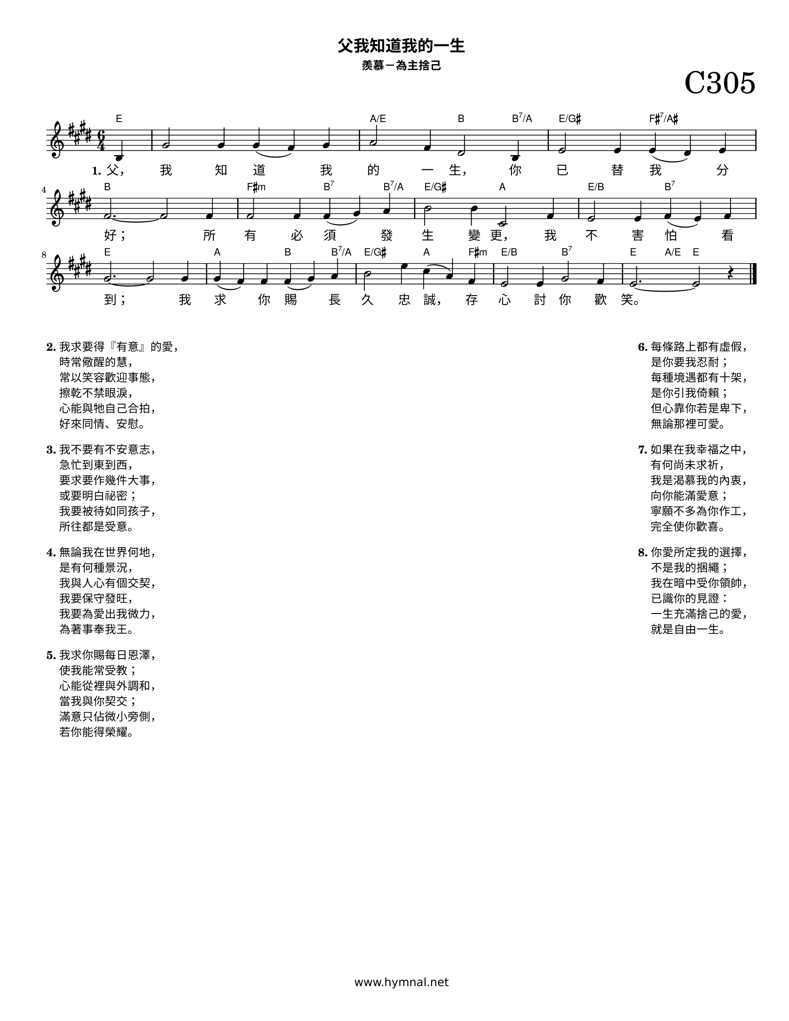 父我知道我的一生
羨慕－為主捨己
C305
E A/E B B7/A E/G♯ F♯7/A♯
1. 父， 我 知 道 我 的 一 生， 你 已 替 我 分
4 B F♯m B7 B7/A E/G♯ A E/B B7
好； 所 有 必 須 發 生 變 更， 我 不 害 怕 看
8 E A B B7/A E/G♯ C♯m A F♯m E/B B7 E A/E E
到； 我 求 你 賜 長 久 忠 誠， 存 心 討 你 歡 笑。
2. 我求要得『有意』的愛，
時常儆醒的慧，
常以笑容歡迎事態，
擦乾不禁眼淚，
心能與牠自己合拍，
好來同情、安慰。
3. 我不要有不安意志，
急忙到東到西，
要求要作幾件大事，
或要明白祕密；
我要被待如同孩子，
所往都是受意。
4. 無論我在世界何地，
是有何種景況，
我與人心有個交契，
我要保守發旺，
我要為愛出我微力，
為著事奉我王。
5. 我求你賜每日恩澤，
使我能常受教；
心能從裡與外調和，
當我與你契交；
滿意只佔微小旁側，
若你能得榮耀。
6. 每條路上都有虛假，
是你要我忍耐；
每種境遇都有十架，
是你引我倚賴；
但心靠你若是卑下，
無論那裡可愛。
7. 如果在我幸福之中，
有何尚未求祈，
我是渴慕我的內衷，
向你能滿愛意；
寧願不多為你作工，
完全使你歡喜。
8. 你愛所定我的選擇，
不是我的捆繩；
我在暗中受你領帥，
已識你的見證：
一生充滿捨己的愛，
就是自由一生。
www.hymnal.net